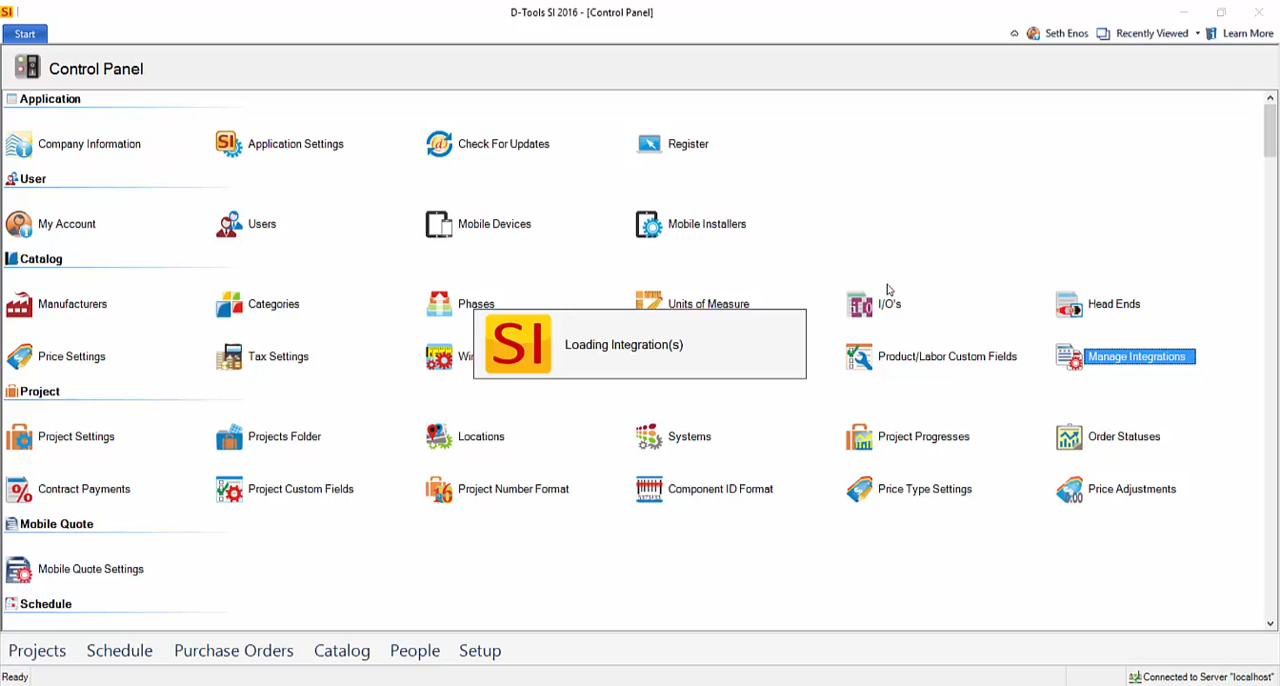 SI
D-Tools SI 2016 - [Control Panel]
Start
Seth Enos Recently Viewed Learn More
Control Panel
Application
Company Information
Application Settings
Check For Updates
Register
User
My Account
Users
Mobile Devices
Mobile Installers
Catalog
Manufacturers
Categories
Phases
Units of Measure
I/O's
Head Ends
SI Loading Integration(s)
Price Settings
Tax Settings
Product/Labor Custom Fields
Manage Integrations
Project
Project Settings
Projects Folder
Locations
Systems
Project Progresses
Order Statuses
Contract Payments
Project Custom Fields
Project Number Format
Component ID Format
Price Type Settings
Price Adjustments
Mobile Quote
Mobile Quote Settings
Schedule
Projects Schedule Purchase Orders Catalog People Setup
Ready
Connected to Server "localhost"